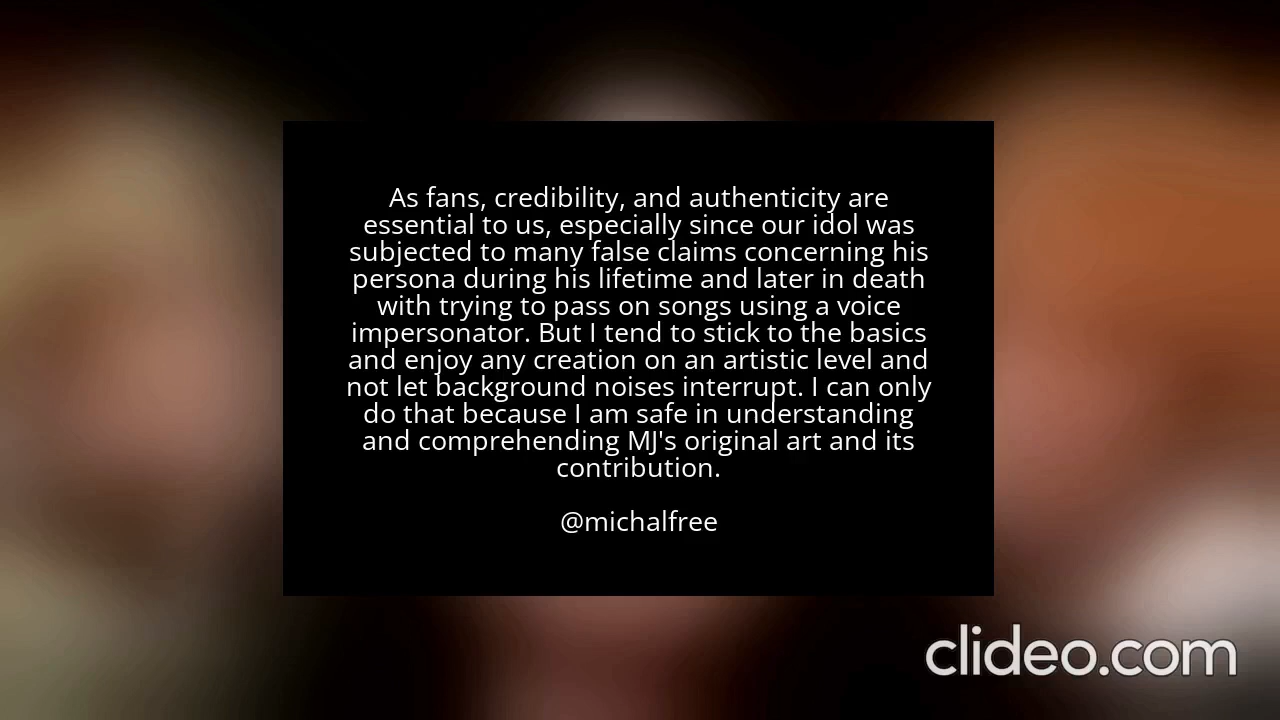 As fans, credibility, and authenticity are
essential to us, especially since our idol was
subjected to many false claims concerning his
persona during his lifetime and later in death
with trying to pass on songs using a voice
impersonator. But I tend to stick to the basics
and enjoy any creation on an artistic level and
not let background noises interrupt. I can only
do that because I am safe in understanding
and comprehending MJ's original art and its
contribution.
@michalfree
clideo.com